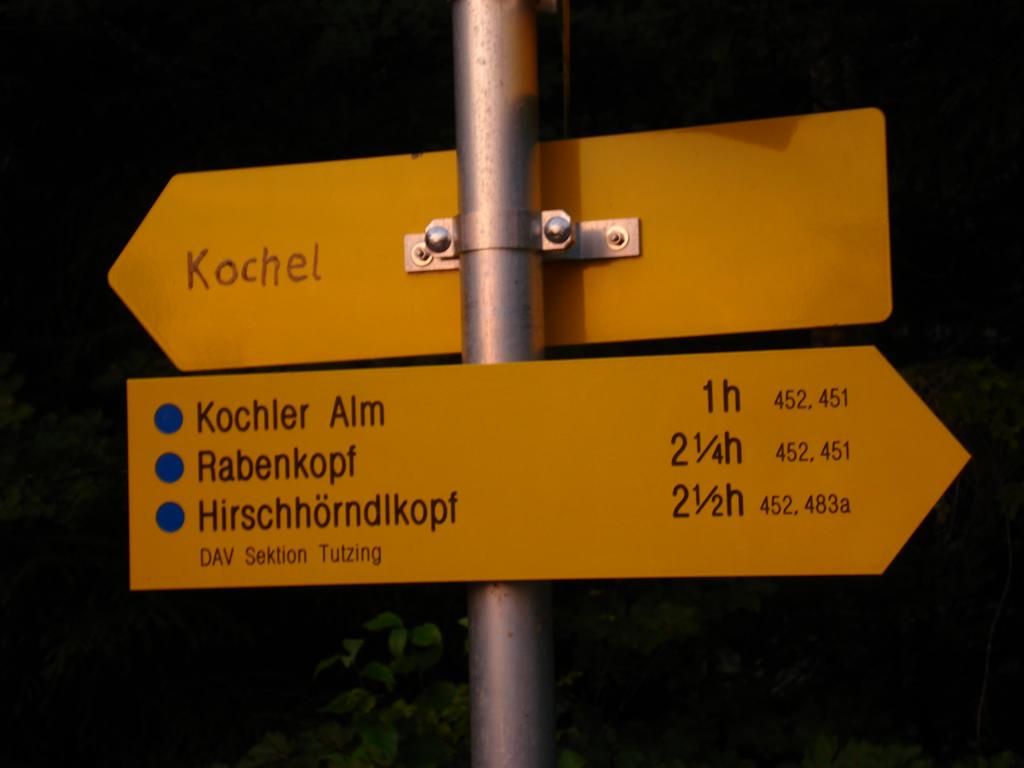 Kochel
Kochler Alm 1h 452, 451
Rabenkopf 2¼h 452, 451
Hirschhörndlkopf 2½h 452, 483a
DAV Sektion Tutzing